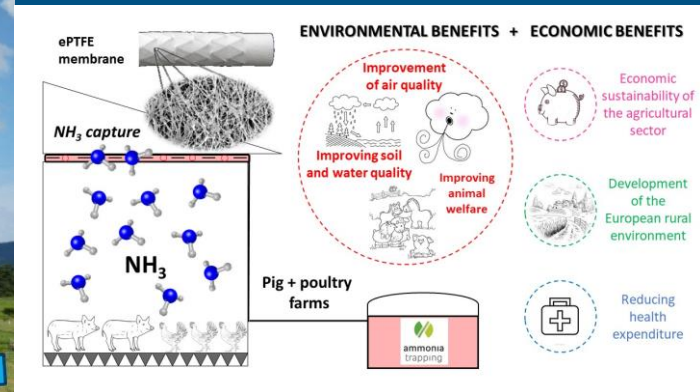 ePTFE
membrane
NH₃ capture
NH₃
Pig + poultry
farms
ammonia
trapping
ENVIRONMENTAL BENEFITS + ECONOMIC BENEFITS
Improvement
of air quality
Improving soil
and water quality
Improving
animal
welfare
Economic
sustainability of
the agricultural
sector
Development
of the
European rural
environment
Reducing
health
expenditure